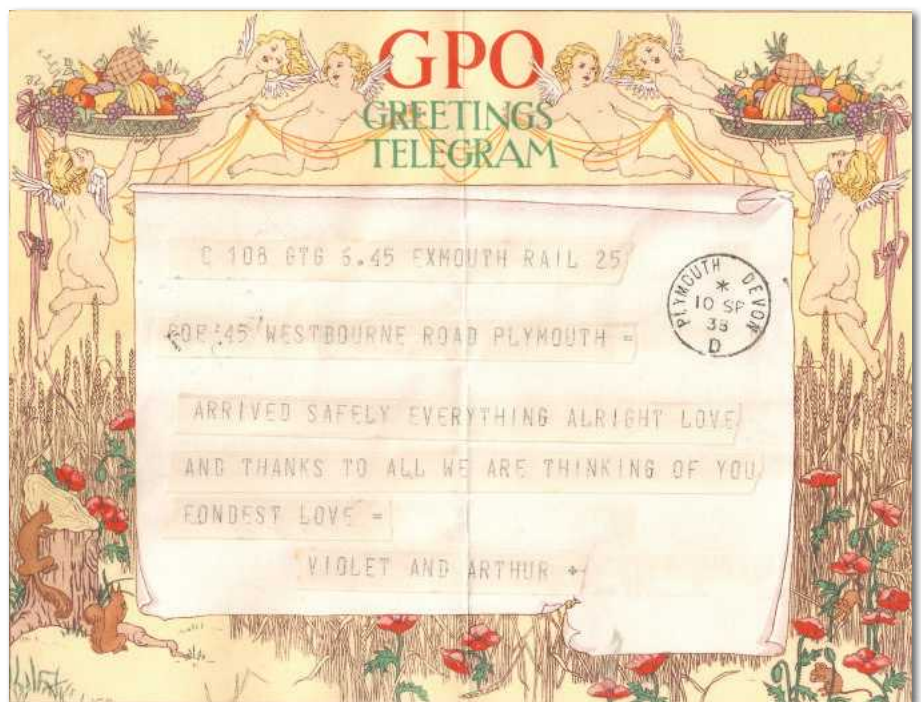 GPO
GREETINGS
TELEGRAM
C 108 GTG 6.45 EXMOUTH RAIL 25
45 WESTBOURNE ROAD PLYMOUTH =
ARRIVED SAFELY EVERYTHING ALRIGHT LOVE
AND THANKS TO ALL WE ARE THINKING OF YOU
FONDEST LOVE =
VIOLET AND ARTHUR +
PLYMOUTH DEVON
*
10 SP
38
D